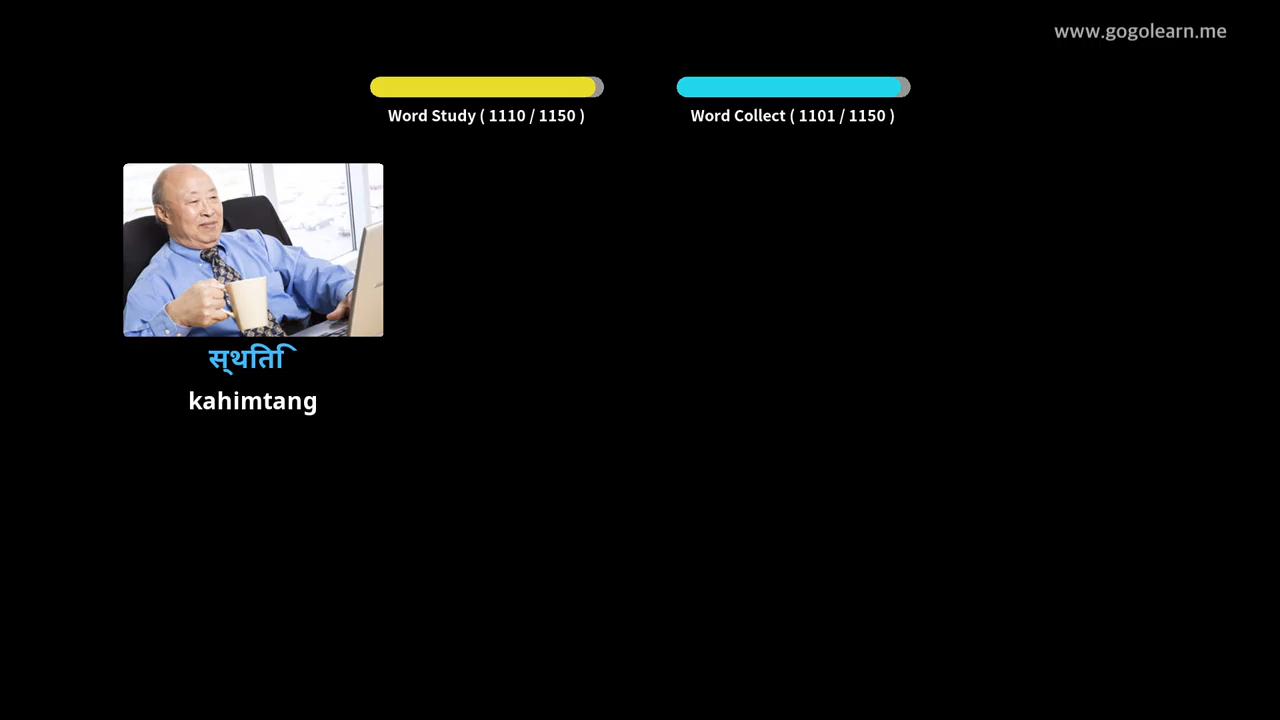 www.gogolearn.me
Word Study ( 1110 / 1150 )
Word Collect ( 1101 / 1150 )
स्थिति
kahimtang